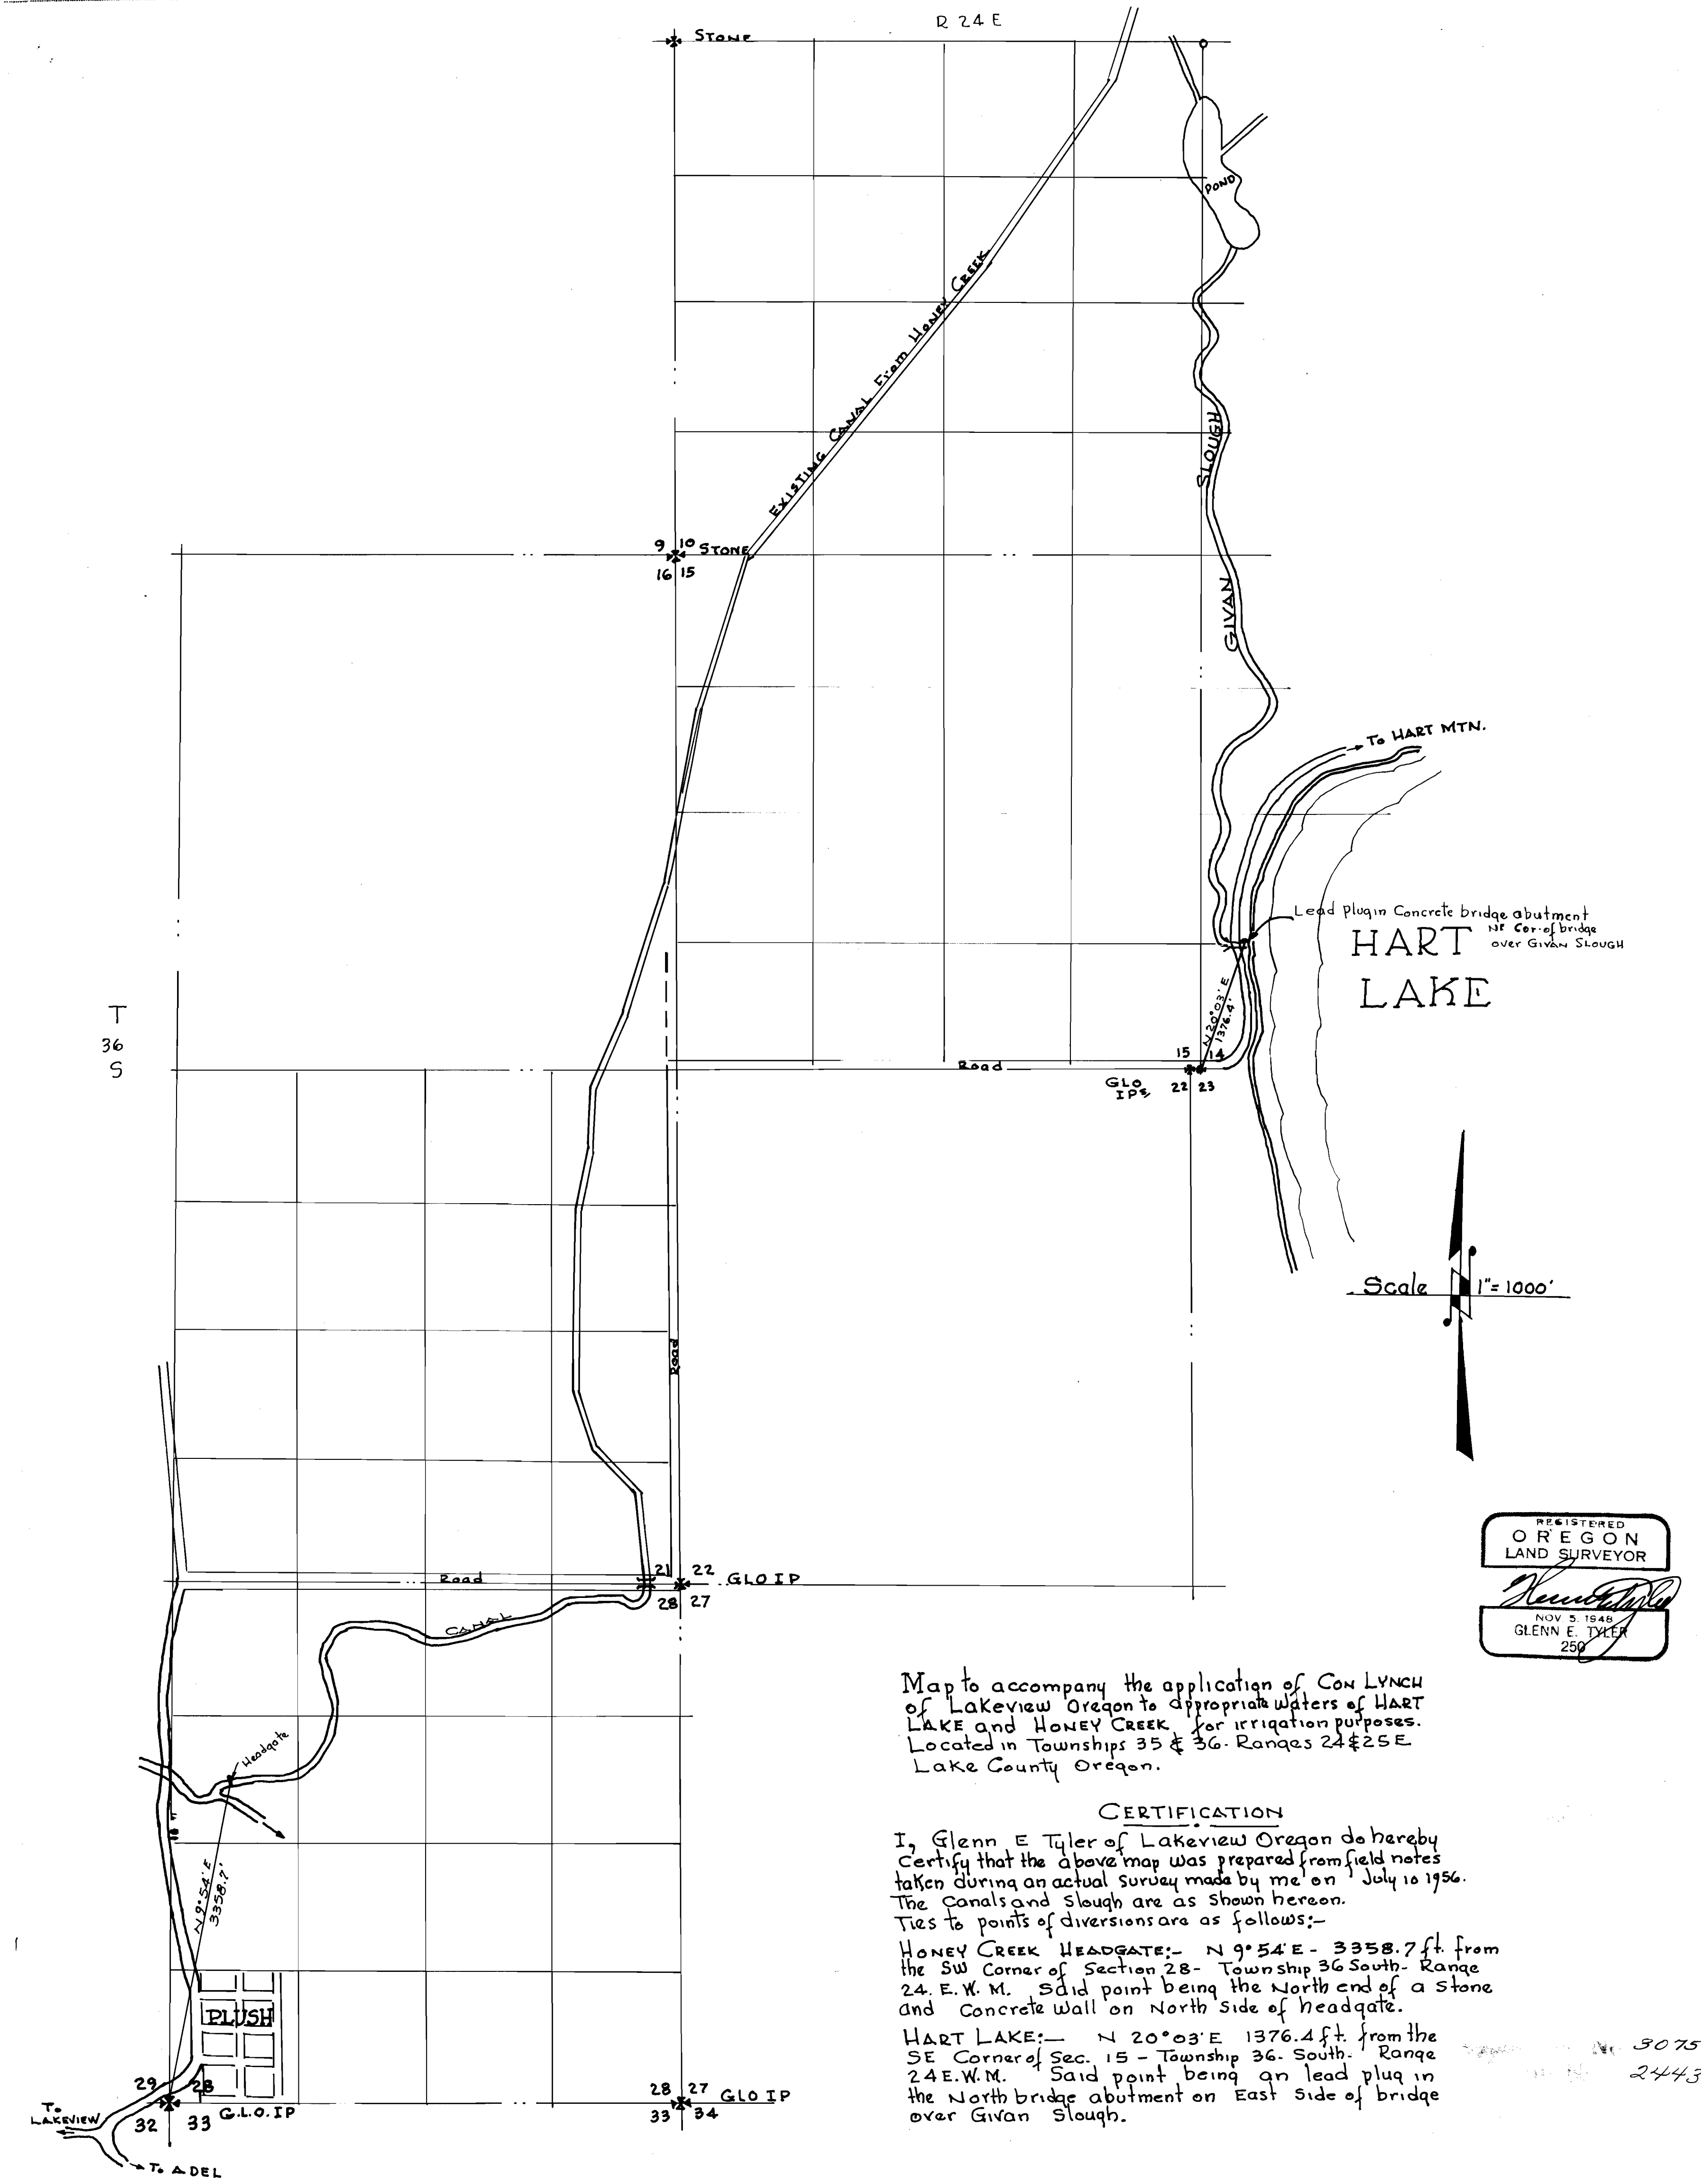 R 24 E
STONE
POND
EXISTING CANAL From HONEY CREEK
SLOUGH
GIVAN
9 10 STONE
16 15
→ To HART MTN.
Lead plug in Concrete bridge abutment
NE Cor. of bridge
over GIVAN SLOUGH
HART
LAKE
T
36
S
N 20°03' E
1376.4'
15 14
Road
GLO
IPs
22 23
Scale 1"=1000'
Road
21 22
Road
GLO IP
28 27
CANAL
Headgate
N 9°54' E
3358.7'
PLUSH
29 28
32 33 G.L.O. IP
28 27 GLO IP
33 34
To
LAKEVIEW
→ To ADEL
REGISTERED
OREGON
LAND SURVEYOR
NOV. 5, 1948
GLENN E. TYLER
250
Map to accompany the application of CON LYNCH
of Lakeview Oregon to appropriate waters of HART
LAKE and HONEY CREEK for irrigation purposes.
Located in Townships 35 & 36. Ranges 24 & 25 E
Lake County Oregon.
CERTIFICATION
I, Glenn E Tyler of Lakeview Oregon do hereby
Certify that the above map was prepared from field notes
taken during an actual survey made by me on July 10 1956.
The Canals and Slough are as shown hereon.
Ties to points of diversions are as follows:-
HONEY CREEK HEADGATE:- N 9°54'E - 3358.7 ft. from
the SW Corner of Section 28- Township 36 South- Range
24. E. W. M. Said point being the North end of a Stone
and Concrete Wall on North Side of headgate.
HART LAKE:- N 20°03'E 1376.4 ft. from the
SE Corner of Sec. 15 - Township 36. South. Range
24 E. W. M. Said point being an lead plug in
the North bridge abutment on East Side of bridge
over Givan Slough.
3075
2443